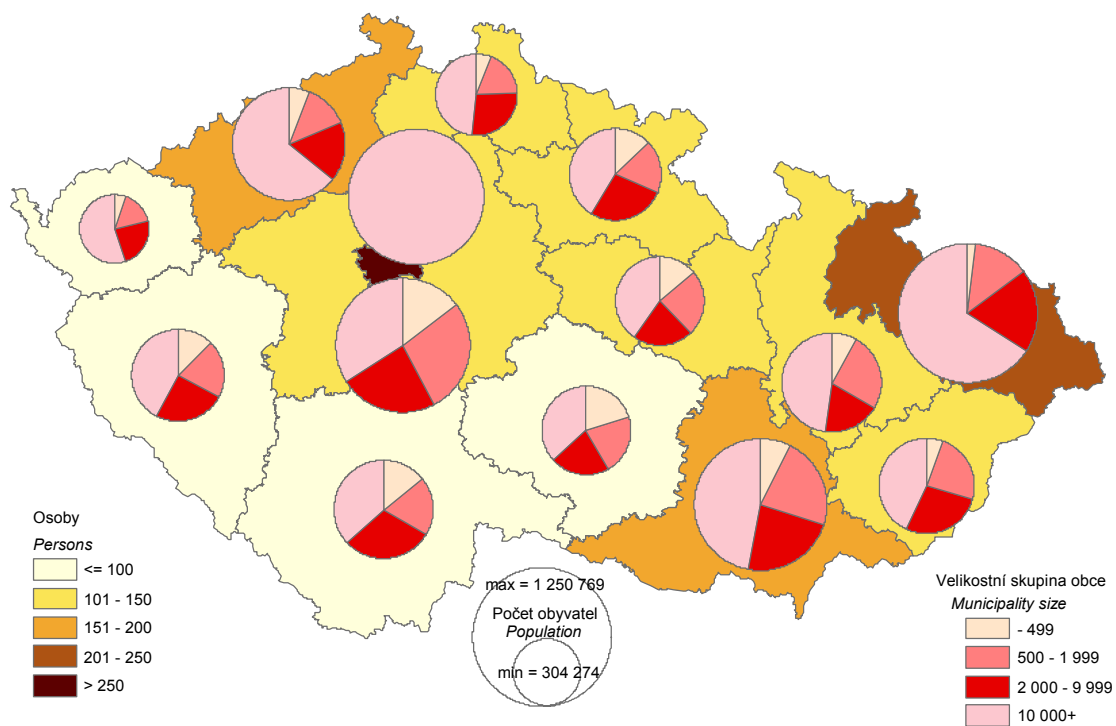 Osoby
Persons
<= 100
101 - 150
151 - 200
201 - 250
> 250
max = 1 250 769
Počet obyvatel
Population
min = 304 274
Velikostní skupina obce
Municipality size
- 499
500 - 1 999
2 000 - 9 999
10 000+